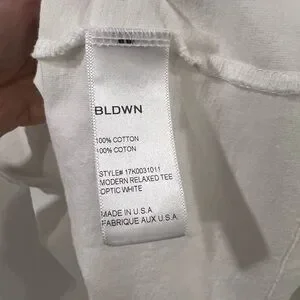 BLDWN
100% COTTON
100% COTON
STYLE# 17K0031011
MODERN RELAXED TEE
OPTIC WHITE
MADE IN U.S.A
FABRIQUE AUX U.S.A